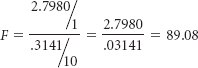 F = (2.7980/1) / (.3141/10) = 2.7980 / .03141 = 89.08